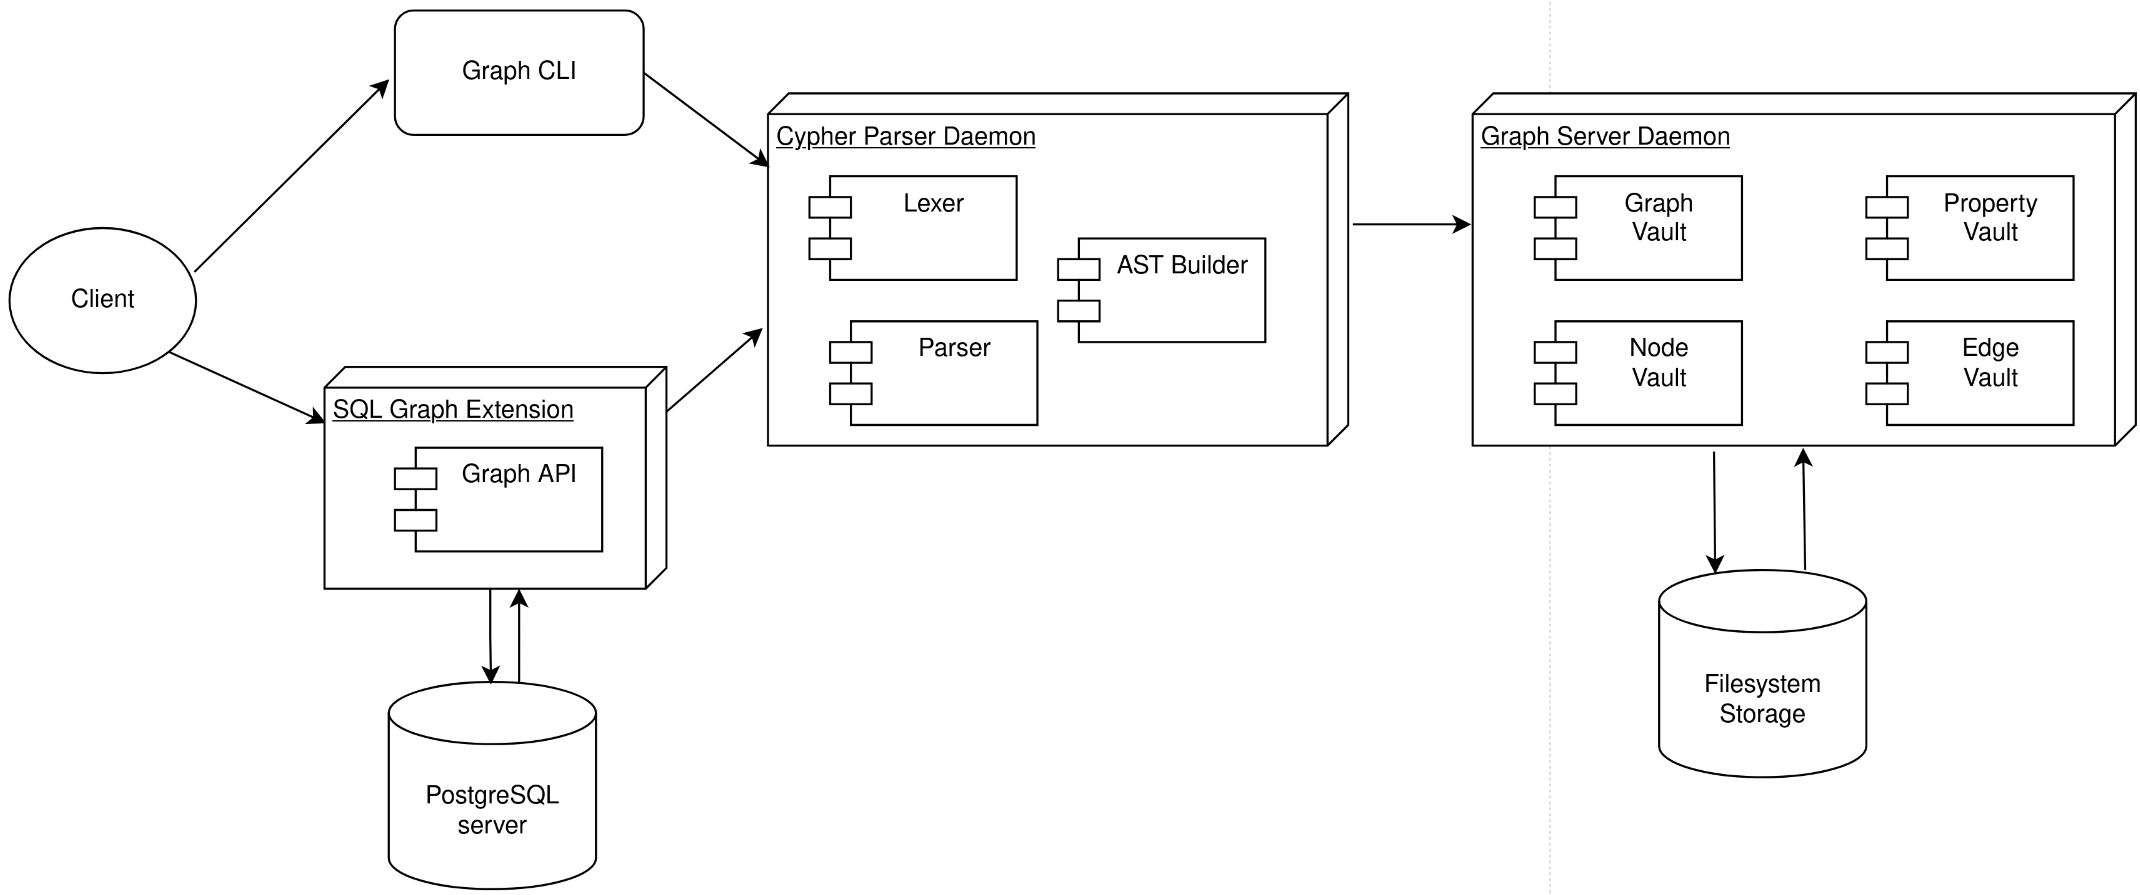 Graph CLI
Client
SQL Graph Extension
Graph API
PostgreSQL
server
Cypher Parser Daemon
Lexer
AST Builder
Parser
Graph Server Daemon
Graph
Vault
Property
Vault
Node
Vault
Edge
Vault
Filesystem
Storage